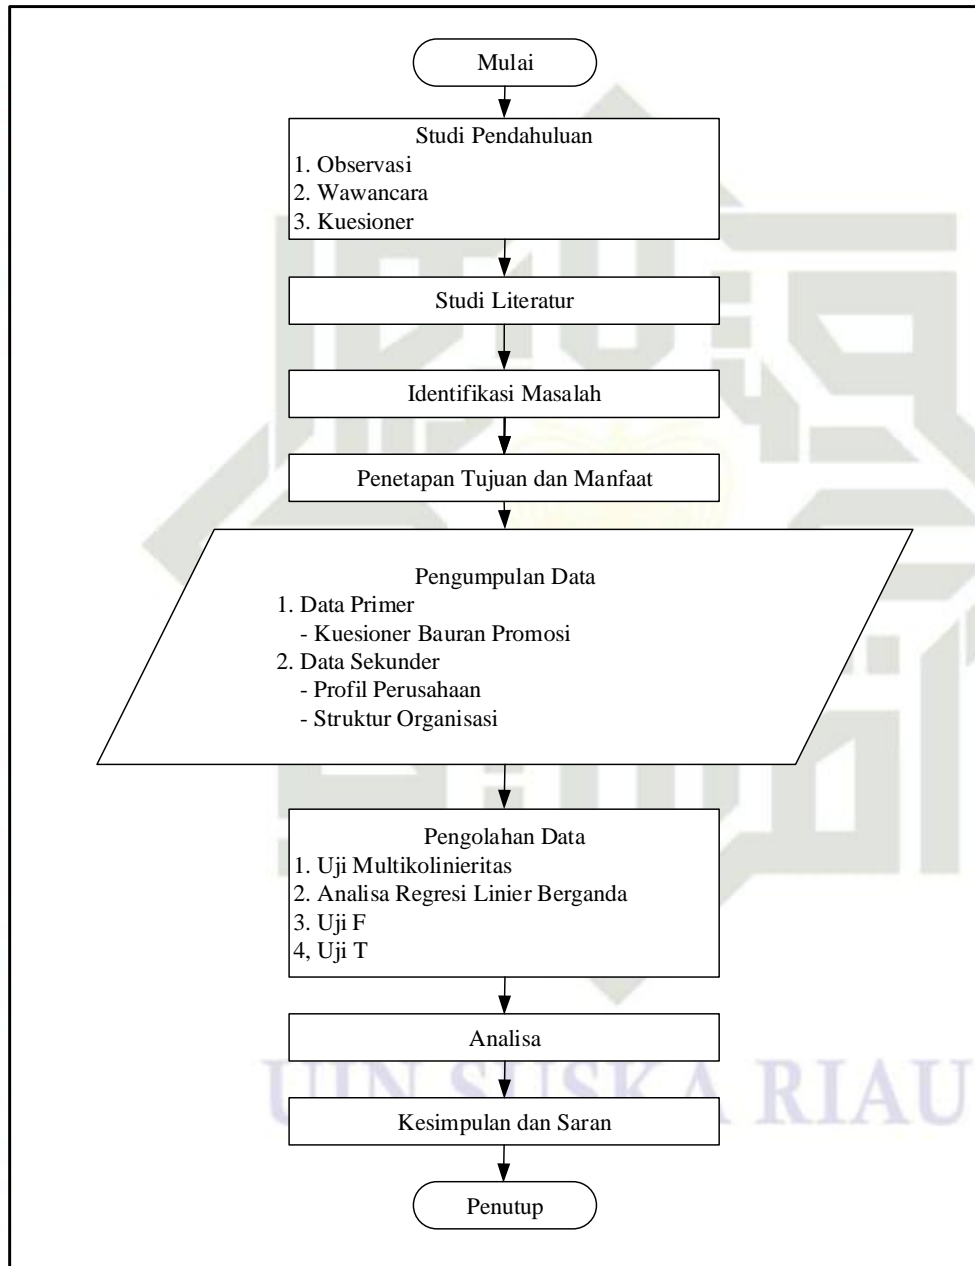 Mulai
Studi Pendahuluan
1. Observasi
2. Wawancara
3. Kuesioner
Studi Literatur
Identifikasi Masalah
Penetapan Tujuan dan Manfaat
Pengumpulan Data
1. Data Primer
- Kuesioner Bauran Promosi
2. Data Sekunder
- Profil Perusahaan
- Struktur Organisasi
Pengolahan Data
1. Uji Multikolinieritas
2. Analisa Regresi Linier Berganda
3. Uji F
4, Uji T
Analisa
UIN SUSKA RIAU
Kesimpulan dan Saran
Penutup